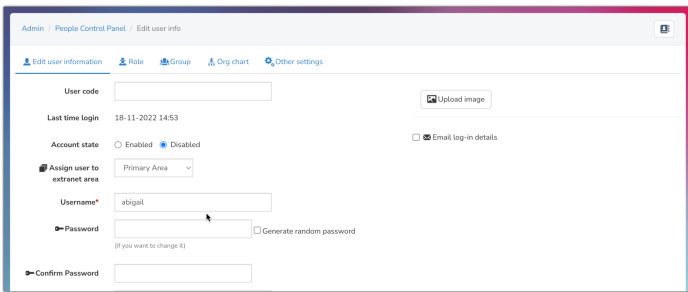 Admin / People Control Panel / Edit user info
Edit user information Role Group Org chart Other settings
User code
Upload image
Last time login 18-11-2022 14:53
Email log-in details
Account state Enabled Disabled
Assign user to extranet area Primary Area
Username* abigail
Password Generate random password
(if you want to change it)
Confirm Password